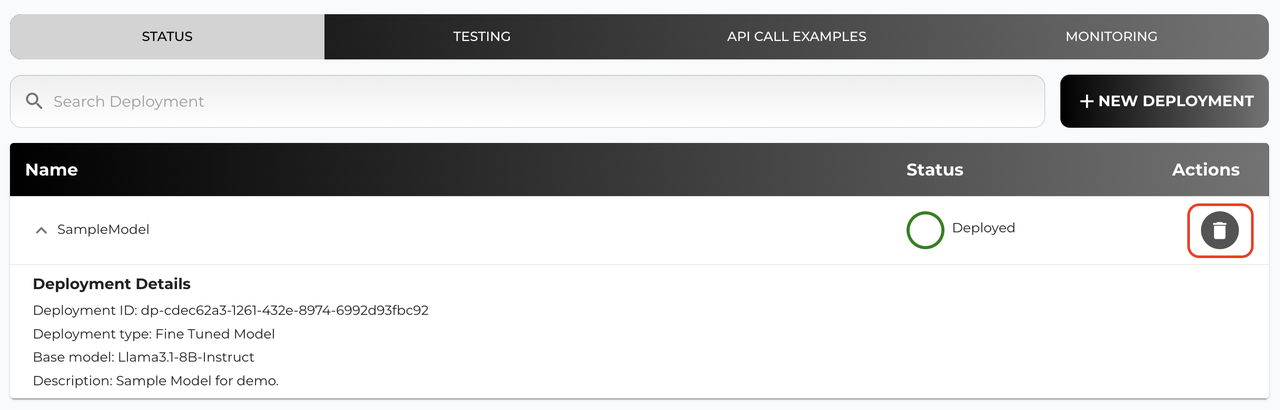 STATUS
TESTING
API CALL EXAMPLES
MONITORING
Search Deployment
+ NEW DEPLOYMENT
Name
Status
Actions
SampleModel
Deployed
Deployment Details
Deployment ID: dp-cdec62a3-1261-432e-8974-6992d93fbc92
Deployment type: Fine Tuned Model
Base model: Llama3.1-8B-Instruct
Description: Sample Model for demo.